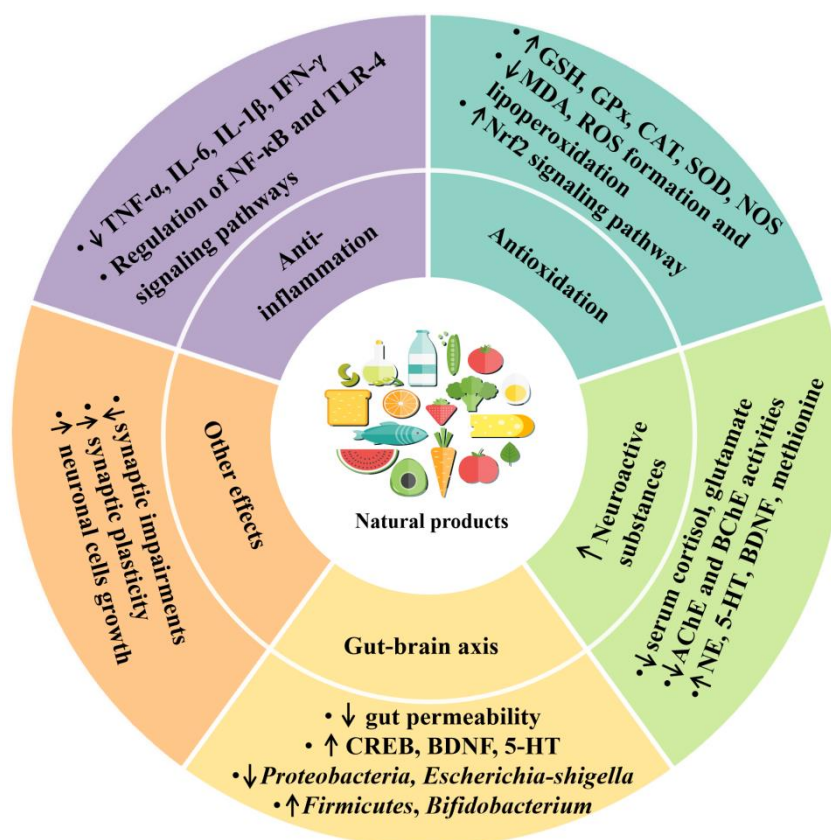 • ↓ TNF-α, IL-6, IL-1β, IFN-γ
• Regulation of NF-κB and TLR-4
signaling pathways
Anti-
inflammation
• ↑ GSH, GPx, CAT, SOD, NOS
• ↓ MDA, ROS formation and
lipoperoxidation
• ↑ Nrf2 signaling pathway
Antioxidation
↑ Neuroactive
substances
• ↓ serum cortisol, glutamate
• ↓ AChE and BChE activities
• ↑ NE, 5-HT, BDNF, methionine
Gut-brain axis
• ↓ gut permeability
• ↑ CREB, BDNF, 5-HT
• ↓ Proteobacteria, Escherichia-shigella
• ↑ Firmicutes, Bifidobacterium
Other effects
• ↓ synaptic impairments
• ↑ synaptic plasticity
• ↑ neuronal cells growth
Natural products